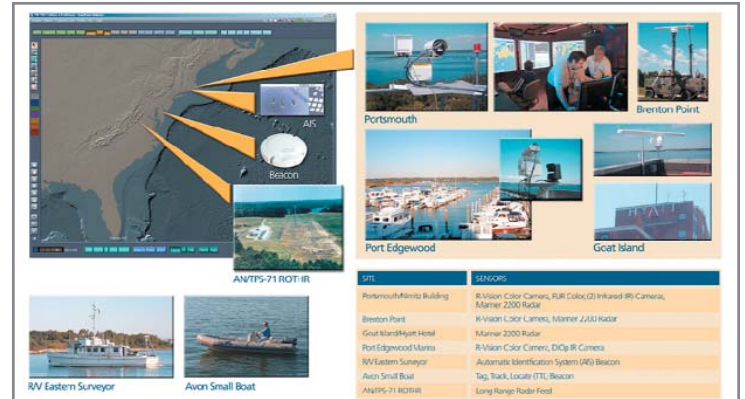 AIS
Beacon
AN/TPS-71 ROTHR
Portsmouth
Brenton Point
Port Edgewood
Goat Island
HYATT
R/V Eastern Surveyor
Avon Small Boat
SITE SENSORS
Portsmouth/Nimitz Building R-Vision Color Camera, FLIR Color, (2) Infrared (IR) Cameras,
Mariner 2200 Radar
Brenton Point R-Vision Color Camera, Mariner 2200 Radar
Goat Island/Hyatt Hotel Mariner 2200 Radar
Port Edgewood Marina R-Vision Color Camera, DiOp IR Camera
R/V Eastern Surveyor Automatic Identification System (AIS) Beacon
Avon Small Boat Tag, Track, Locate (TTL) Beacon
AN/TPS-71 ROTHR Long Range Radar Feed